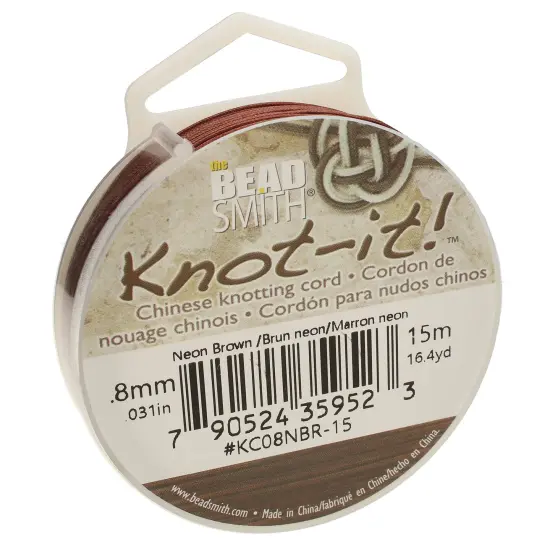 the
BEAD
SMITH®
Knot-it!™
Chinese knotting cord • Cordon de
nouage chinois • Cordón para nudos chinos
Neon Brown /Brun neon/Marron neon
.8mm
.031in
15m
16.4yd
7 90524 35952 3
#KC08NBR-15
www.beadsmith.com • Made in China/fabriqué en Chine/hecho en China.